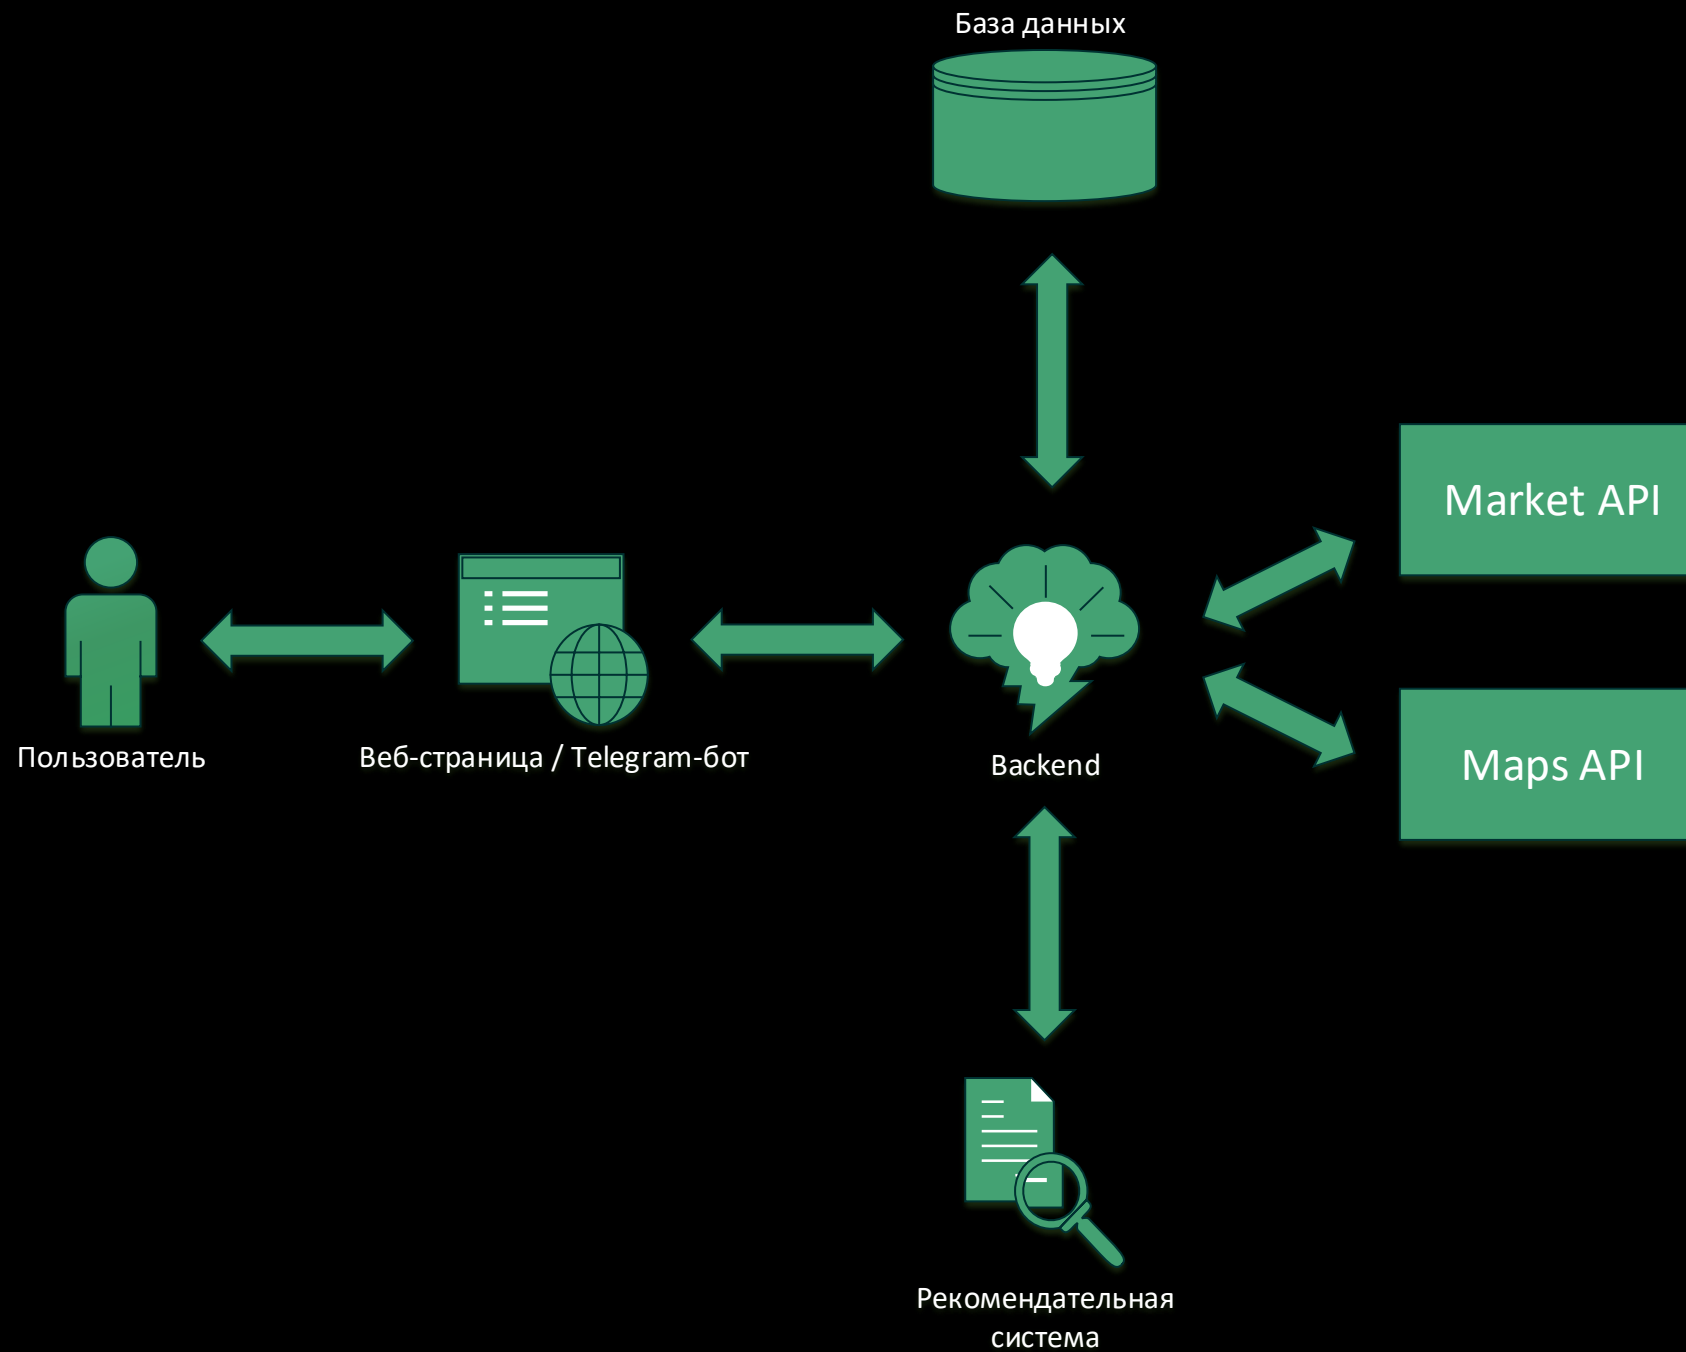 База данных
Market API
Пользователь
Веб-страница / Telegram-бот
Backend
Maps API
Рекомендательная
система